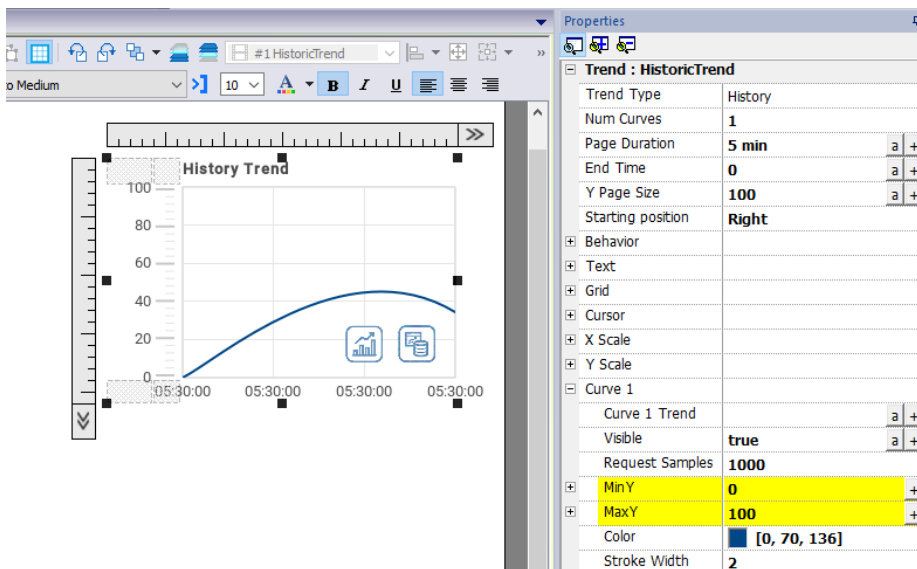 Properties
#1 HistoricTrend
o Medium
10
A
B
I
U
History Trend
100
80
60
40
20
0
05:30:00 05:30:00 05:30:00 05:30:00
Trend : HistoricTrend
Trend Type History
Num Curves 1
Page Duration 5 min a +
End Time 0 a +
Y Page Size 100 a +
Starting position Right
Behavior
Text
Grid
Cursor
X Scale
Y Scale
Curve 1
Curve 1 Trend a +
Visible true a +
Request Samples 1000
MinY 0 +
MaxY 100 +
Color [0, 70, 136]
Stroke Width 2